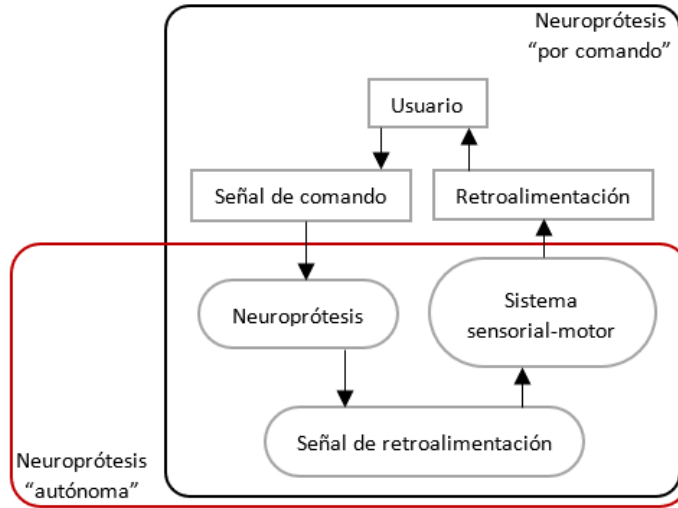 Neuroprótesis
“por comando”
Usuario
Señal de comando
Retroalimentación
Neuroprótesis
Sistema
sensorial-motor
Señal de retroalimentación
Neuroprótesis
“autónoma”